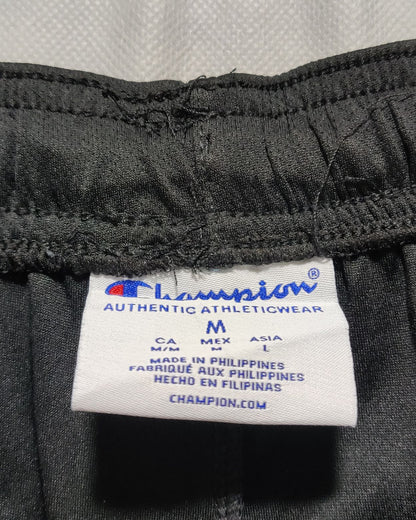 Champion®
AUTHENTIC ATHLETICWEAR
M
CA MEX ASIA
M/M M L
MADE IN PHILIPPINES
FABRIQUÉ AUX PHILIPPINES
HECHO EN FILIPINAS
CHAMPION.COM